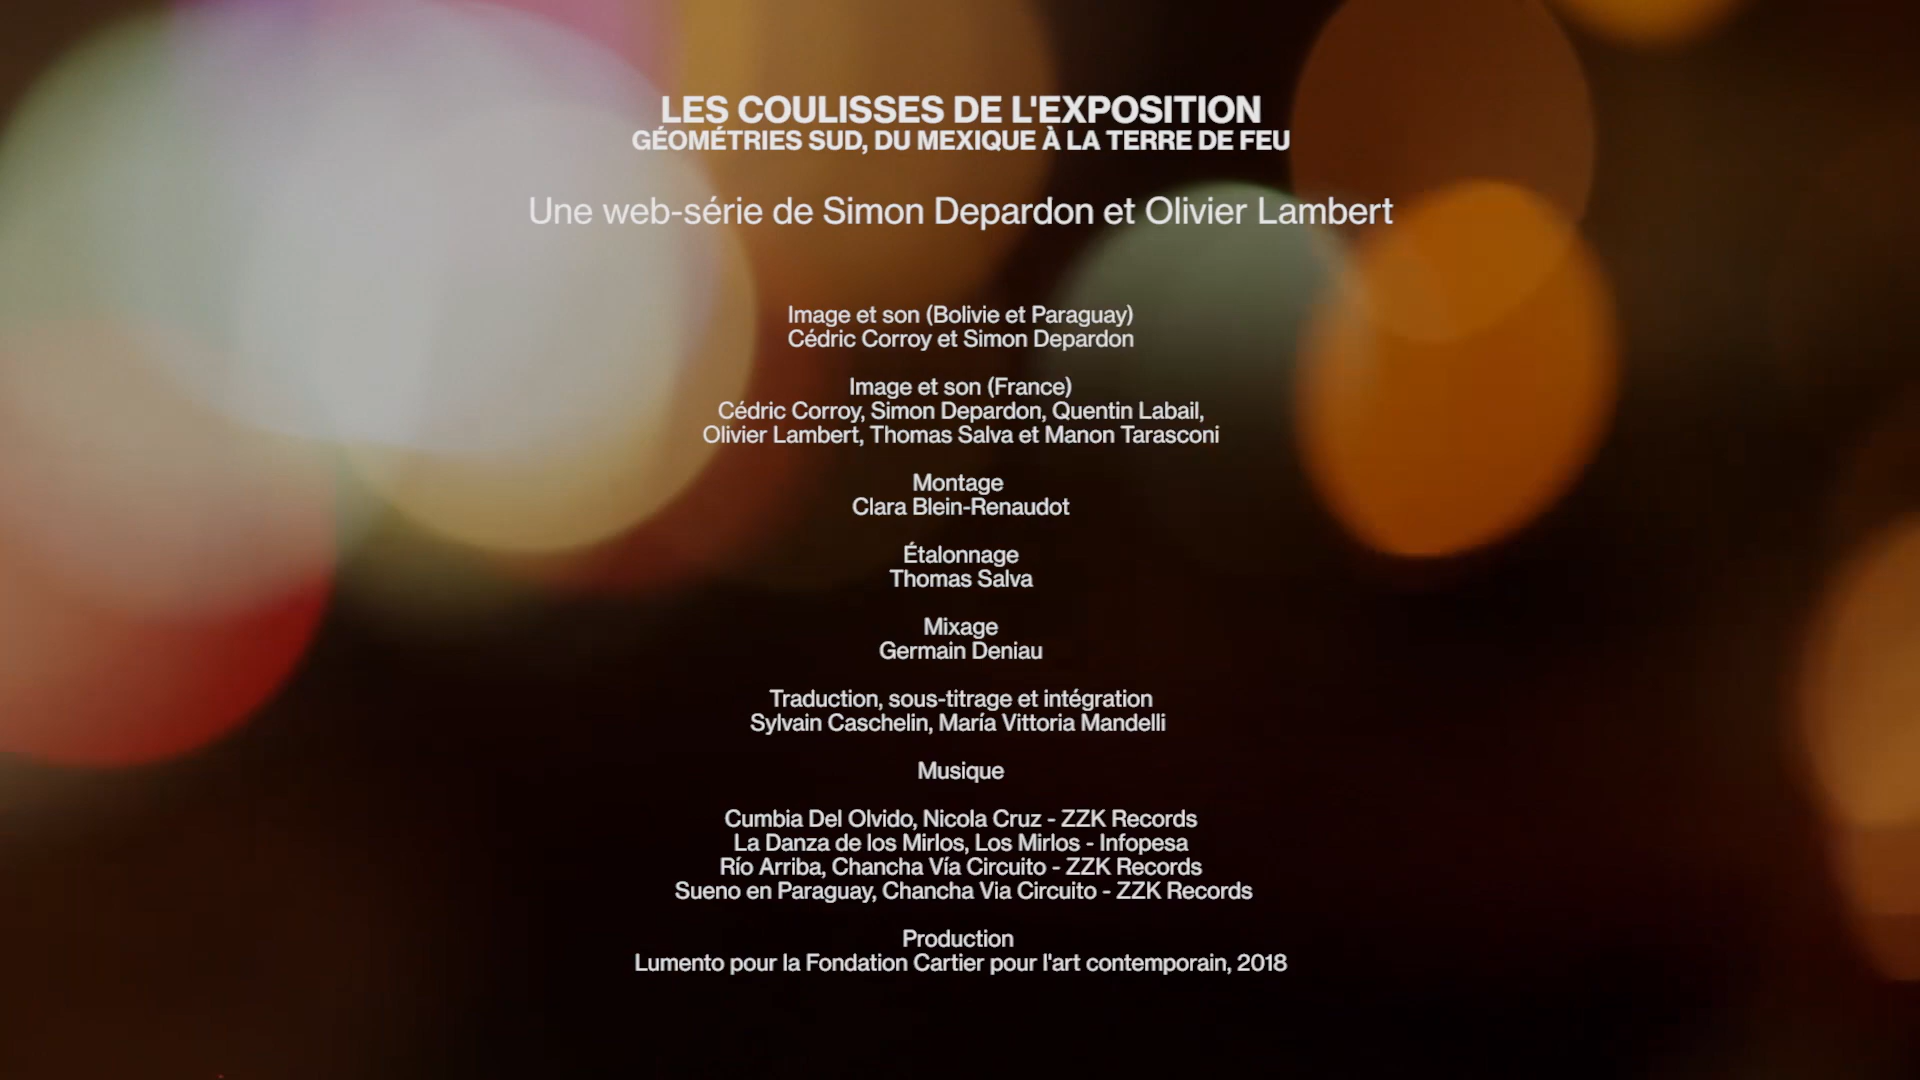 LES COULISSES DE L'EXPOSITION
GÉOMÉTRIES SUD, DU MEXIQUE À LA TERRE DE FEU
Une web-série de Simon Depardon et Olivier Lambert
Image et son (Bolivie et Paraguay)
Cédric Corroy et Simon Depardon
Image et son (France)
Cédric Corroy, Simon Depardon, Quentin Labail,
Olivier Lambert, Thomas Salva et Manon Tarasconi
Montage
Clara Blein-Renaudot
Étalonnage
Thomas Salva
Mixage
Germain Deniau
Traduction, sous-titrage et intégration
Sylvain Caschelin, María Vittoria Mandelli
Musique
Cumbia Del Olvido, Nicola Cruz - ZZK Records
La Danza de los Mirlos, Los Mirlos - Infopesa
Río Arriba, Chancha Vía Circuito - ZZK Records
Sueno en Paraguay, Chancha Via Circuito - ZZK Records
Production
Lumento pour la Fondation Cartier pour l'art contemporain, 2018